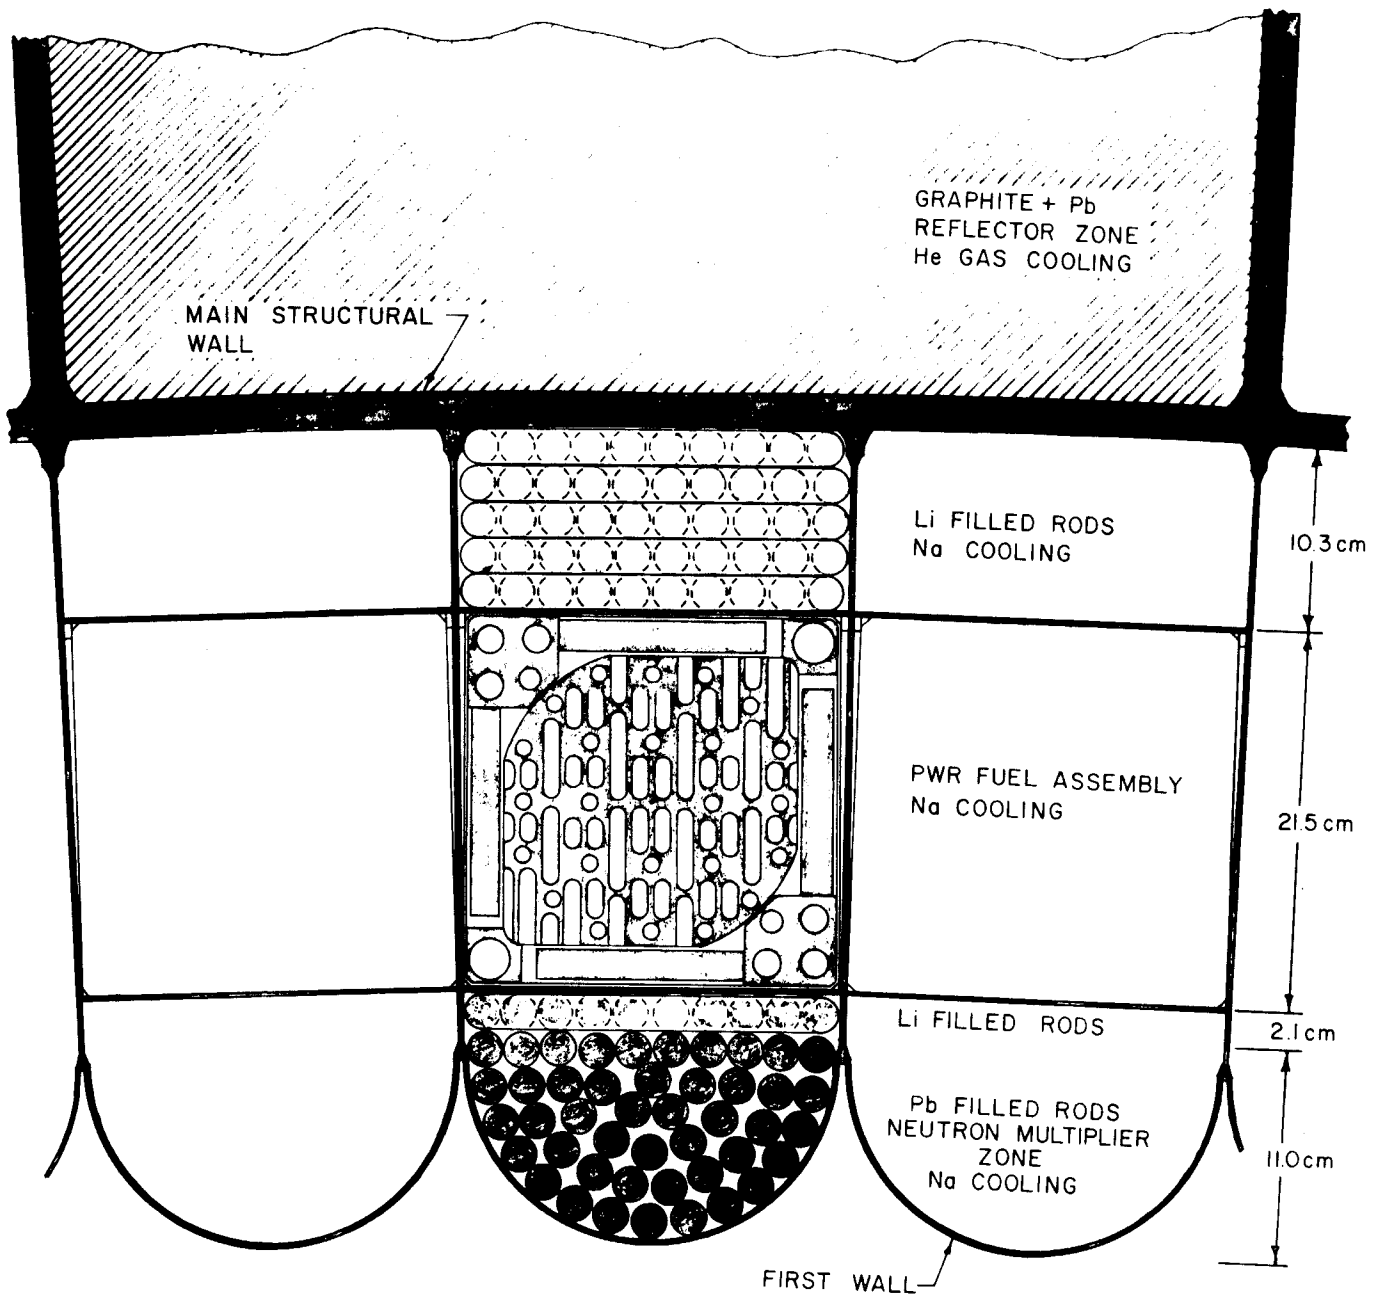 GRAPHITE + Pb
REFLECTOR ZONE
He GAS COOLING
MAIN STRUCTURAL
WALL
Li FILLED RODS
Na COOLING
10.3 cm
PWR FUEL ASSEMBLY
Na COOLING
21.5 cm
Li FILLED RODS
2.1 cm
Pb FILLED RODS
NEUTRON MULTIPLIER
ZONE
Na COOLING
11.0 cm
FIRST WALL